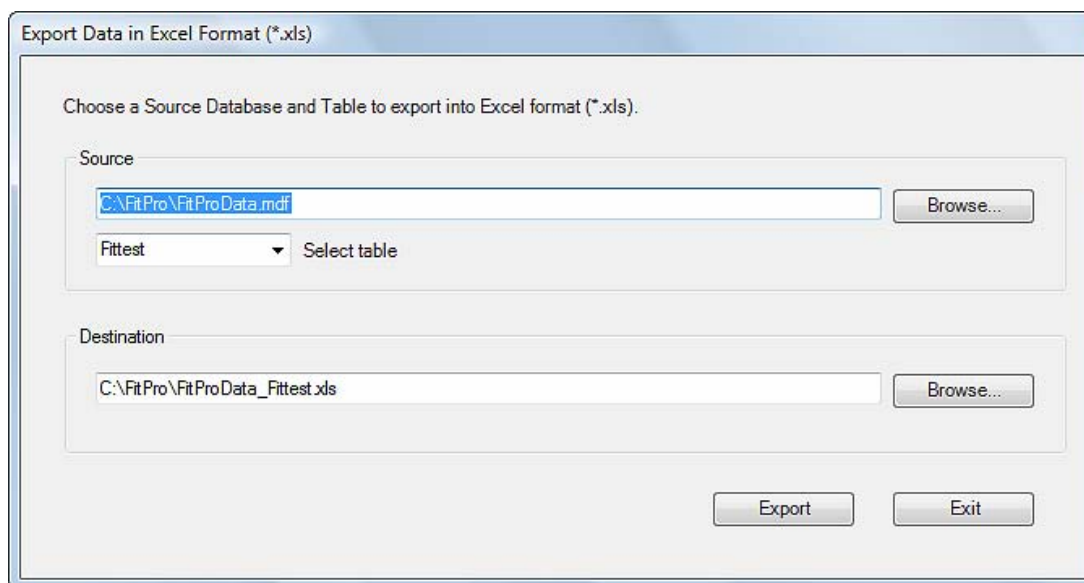 Export Data in Excel Format (*.xls)
Choose a Source Database and Table to export into Excel format (*.xls).
Source
C:\FitPro\FitProData.mdf
Browse...
Fittest
Select table
Destination
C:\FitPro\FitProData_Fittest.xls
Browse...
Export
Exit